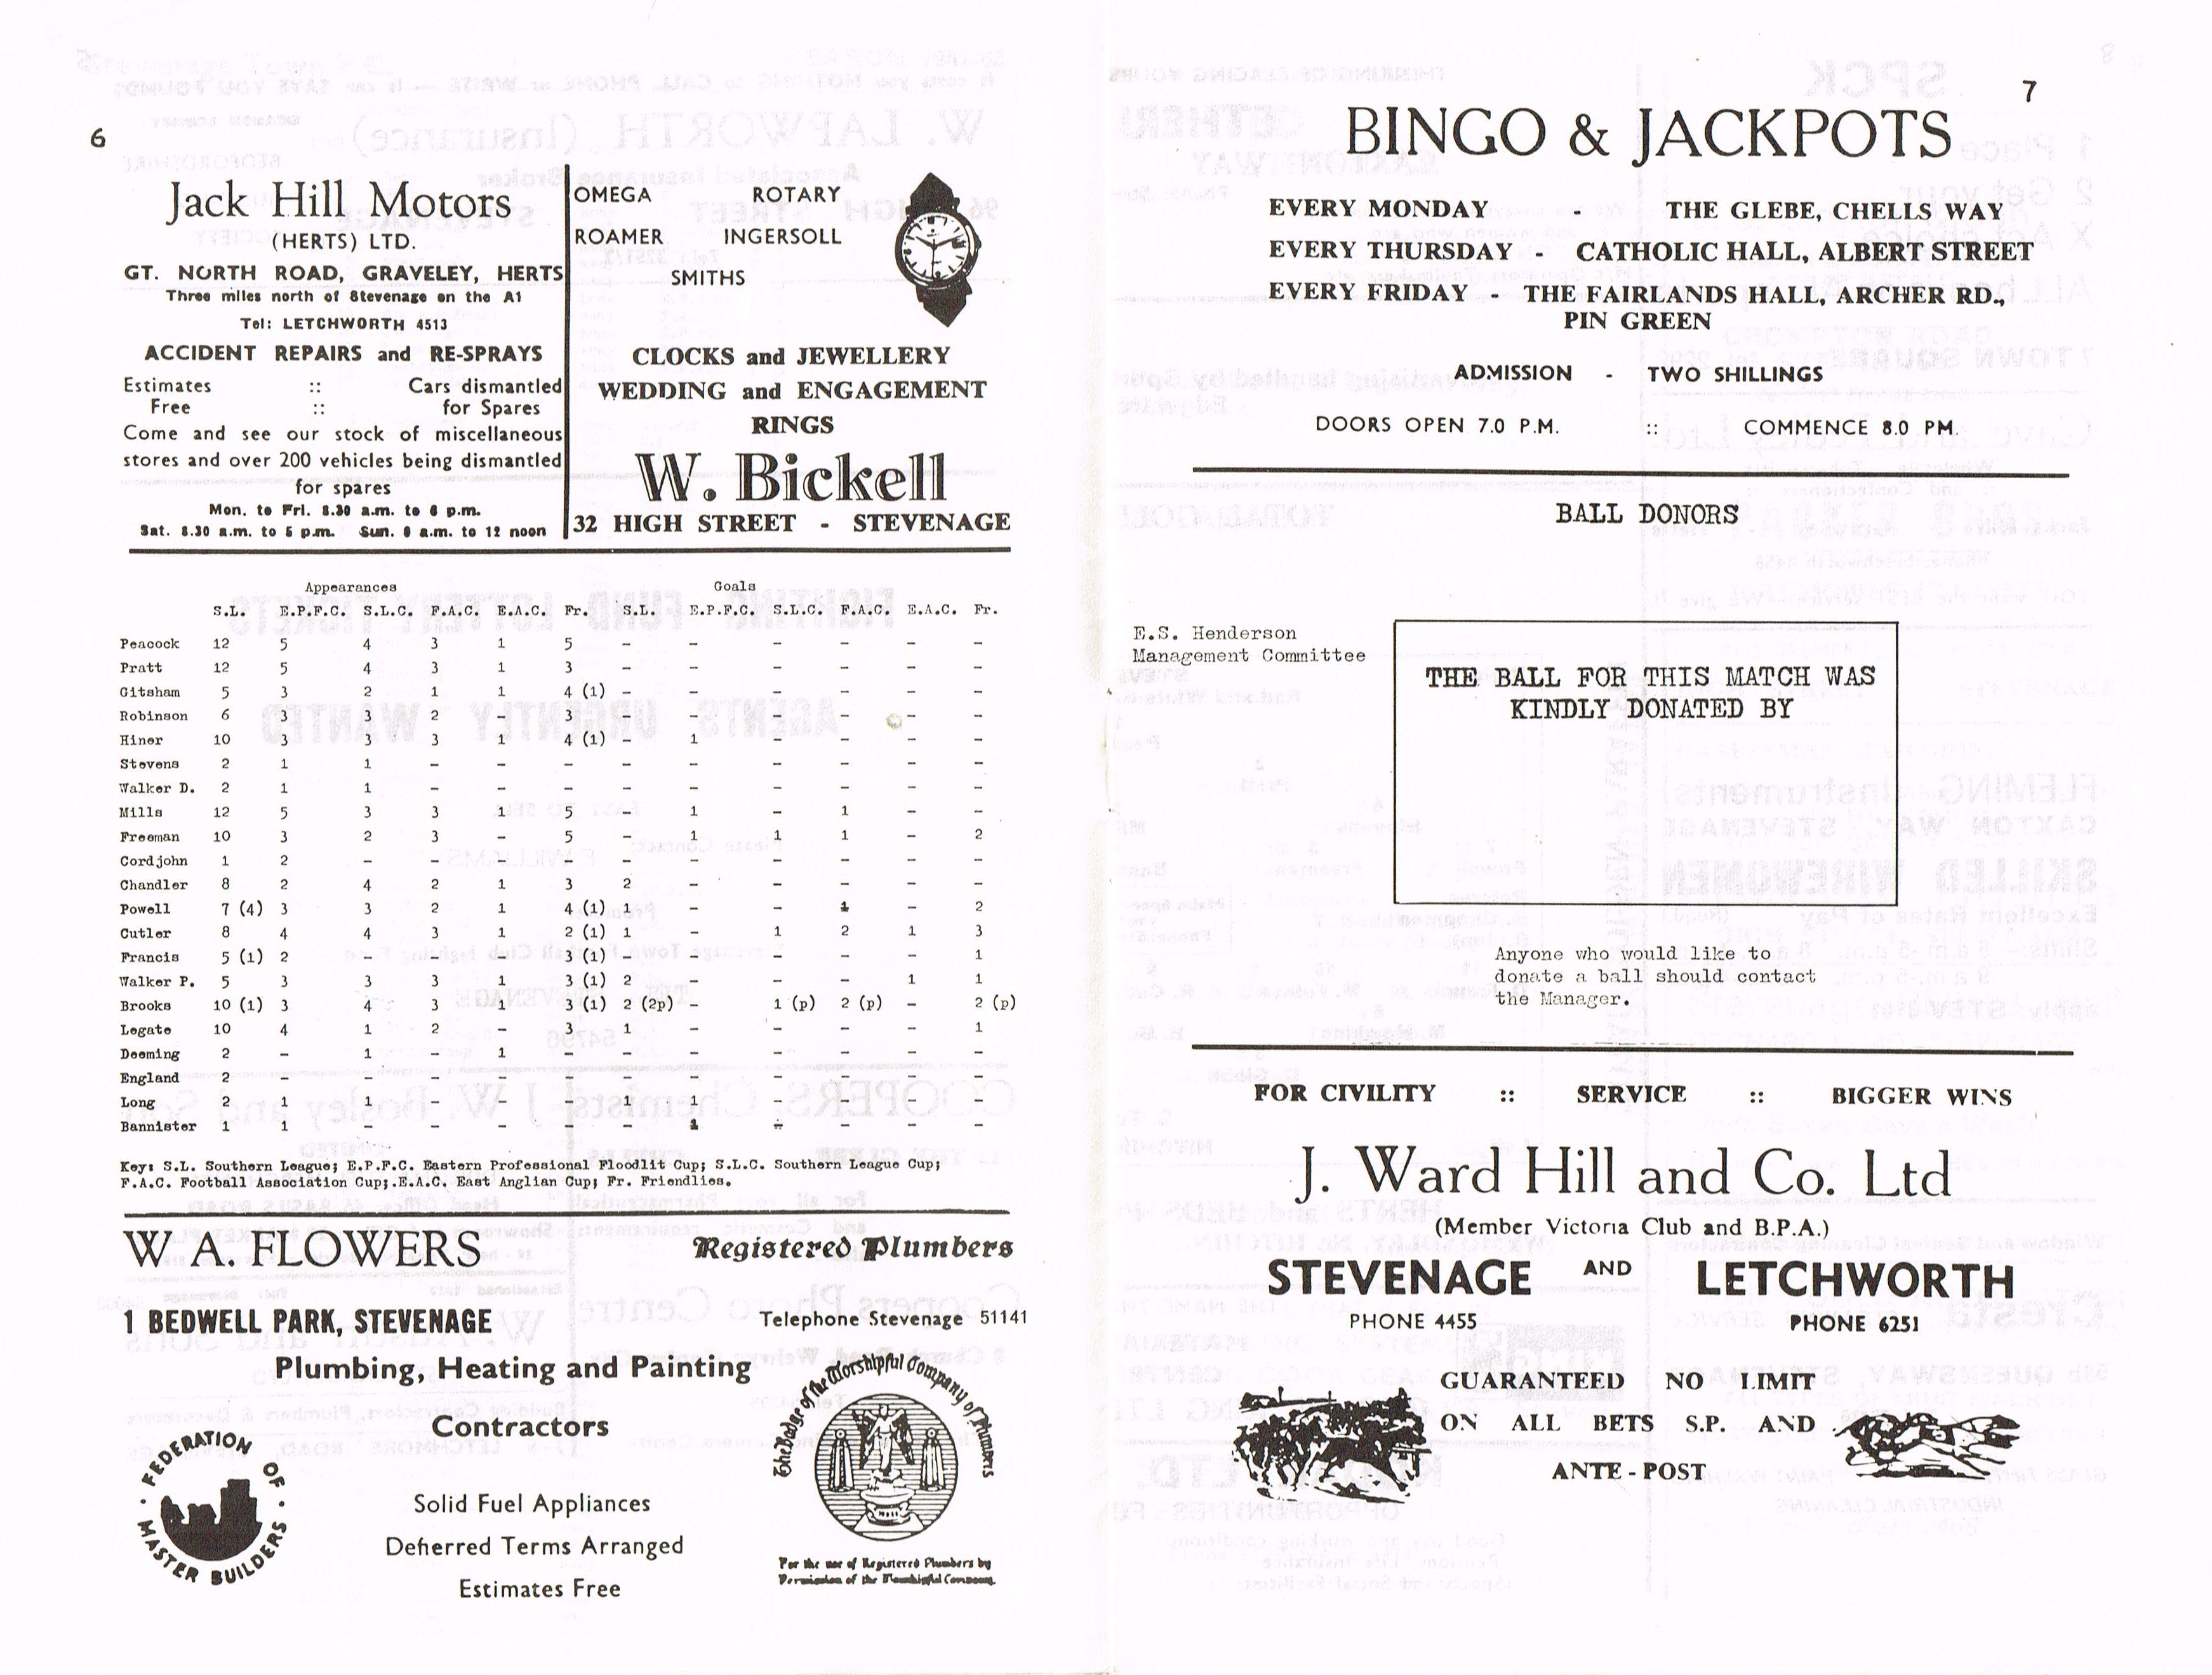 6
Jack Hill Motors
(HERTS) LTD.
GT. NORTH ROAD, GRAVELEY, HERTS
Three miles north of Stevenage on the A1
Tel: LETCHWORTH 4513
ACCIDENT REPAIRS and RE-SPRAYS
Estimates :: Cars dismantled
Free :: for Spares
Come and see our stock of miscellaneous
stores and over 200 vehicles being dismantled
for spares
Mon. to Fri. 8.30 a.m. to 6 p.m.
Sat. 8.30 a.m. to 5 p.m. Sun. 9 a.m. to 12 noon
OMEGA ROTARY
ROAMER INGERSOLL
SMITHS
CLOCKS and JEWELLERY
WEDDING and ENGAGEMENT
RINGS
W. Bickell
32 HIGH STREET - STEVENAGE
Appearances Goals
S.L. E.P.F.C. S.L.C. F.A.C. E.A.C. Fr. S.L. E.P.F.C. S.L.C. F.A.C. E.A.C. Fr.
Peacock 12 5 4 3 1 5 - - - - - -
Pratt 12 5 4 3 1 3 - - - - - -
Gitsham 5 3 2 1 1 4 (1) - - - - - -
Robinson 6 3 3 2 - 3 - - - - - -
Hiner 10 3 3 3 1 4 (1) - 1 - - - -
Stevens 2 1 1 - - - - - - - - -
Walker D. 2 1 1 - - - - - - - - -
Mills 12 5 3 3 1 5 - 1 - 1 - -
Freeman 10 3 2 3 - 5 - 1 1 1 - 2
Cordjohn 1 2 - - - - - - - - - -
Chandler 8 2 4 2 1 3 2 - - - - -
Powell 7 (4) 3 3 2 1 4 (1) 1 - - 1 - 2
Cutler 8 4 4 3 1 2 (1) 1 - 1 2 1 3
Francis 5 (1) 2 1 - - 3 (1) - - - - - 1
Walker P. 5 3 3 3 1 3 (1) 2 - - - 1 1
Brooks 10 (1) 3 4 3 1 3 (1) 2 (2p) - 1 (p) 2 (p) - 2 (p)
Legate 10 4 1 2 - 3 1 - - - - 1
Deeming 2 - 1 - 1 - - - - - - -
England 2 - - - - - - - - - - -
Long 2 1 1 - - - 1 1 - - - -
Bannister 1 1 - - - - - 1 - - - -
Key: S.L. Southern League; E.P.F.C. Eastern Professional Floodlit Cup; S.L.C. Southern League Cup;
F.A.C. Football Association Cup; E.A.C. East Anglian Cup; Fr. Friendlies.
W A. FLOWERS Registered Plumbers
1 BEDWELL PARK, STEVENAGE Telephone Stevenage 51141
Plumbing, Heating and Painting
Contractors
Solid Fuel Appliances
Deferred Terms Arranged
Estimates Free
· FEDERATION OF · MASTER BUILDERS
The Badge of the Worshipful Company of Plumbers
For the use of Registered Plumbers by
Permission of the Worshipful Company.
7
BINGO & JACKPOTS
EVERY MONDAY - THE GLEBE, CHELLS WAY
EVERY THURSDAY - CATHOLIC HALL, ALBERT STREET
EVERY FRIDAY - THE FAIRLANDS HALL, ARCHER RD.,
PIN GREEN
ADMISSION - TWO SHILLINGS
DOORS OPEN 7.0 P.M. :: COMMENCE 8.0 PM.
BALL DONORS
E.S. Henderson
Management Committee
THE BALL FOR THIS MATCH WAS
KINDLY DONATED BY
Anyone who would like to
donate a ball should contact
the Manager.
FOR CIVILITY :: SERVICE :: BIGGER WINS
J. Ward Hill and Co. Ltd
(Member Victoria Club and B.P.A.)
STEVENAGE AND LETCHWORTH
PHONE 4455 PHONE 6251
GUARANTEED NO LIMIT
ON ALL BETS S.P. AND
ANTE - POST